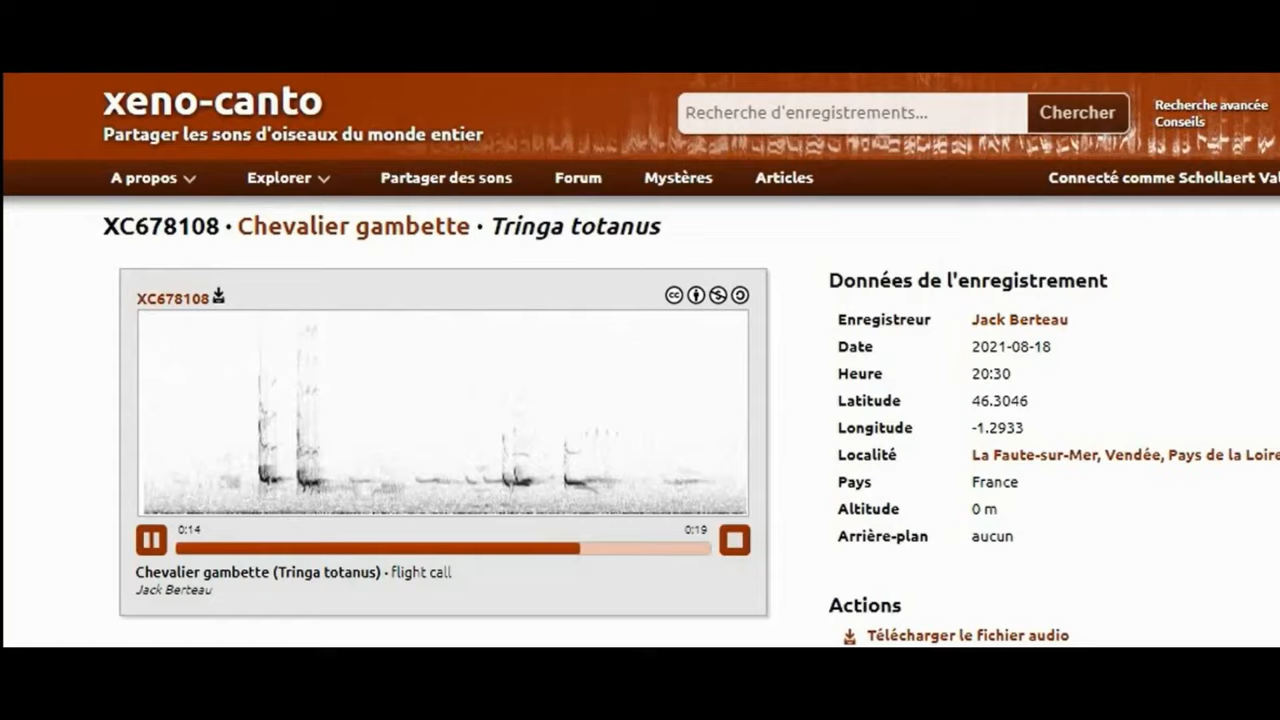 xeno-canto
Partager les sons d'oiseaux du monde entier
Recherche d'enregistrements...
Chercher
Recherche avancée
Conseils
A propos
Explorer
Partager des sons
Forum
Mystères
Articles
Connecté comme Schollaert Val
XC678108 · Chevalier gambette · Tringa totanus
XC678108
0:14
0:19
Chevalier gambette (Tringa totanus) · flight call
Jack Berteau
Données de l'enregistrement
Enregistreur Jack Berteau
Date 2021-08-18
Heure 20:30
Latitude 46.3046
Longitude -1.2933
Localité La Faute-sur-Mer, Vendée, Pays de la Loire
Pays France
Altitude 0 m
Arrière-plan aucun
Actions
Télécharger le fichier audio